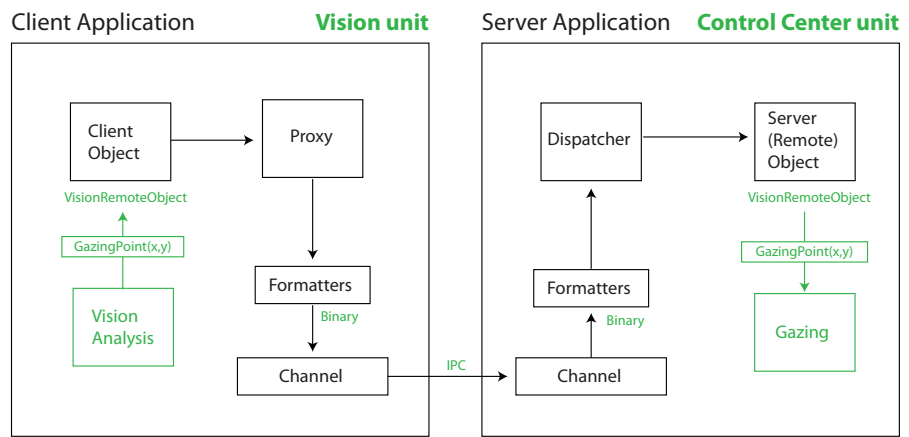 Client Application
Vision unit
Server Application
Control Center unit
Client
Object
Proxy
Dispatcher
Server
(Remote)
Object
VisionRemoteObject
VisionRemoteObject
GazingPoint(x,y)
GazingPoint(x,y)
Formatters
Formatters
Vision
Analysis
Binary
Binary
Gazing
Channel
IPC
Channel